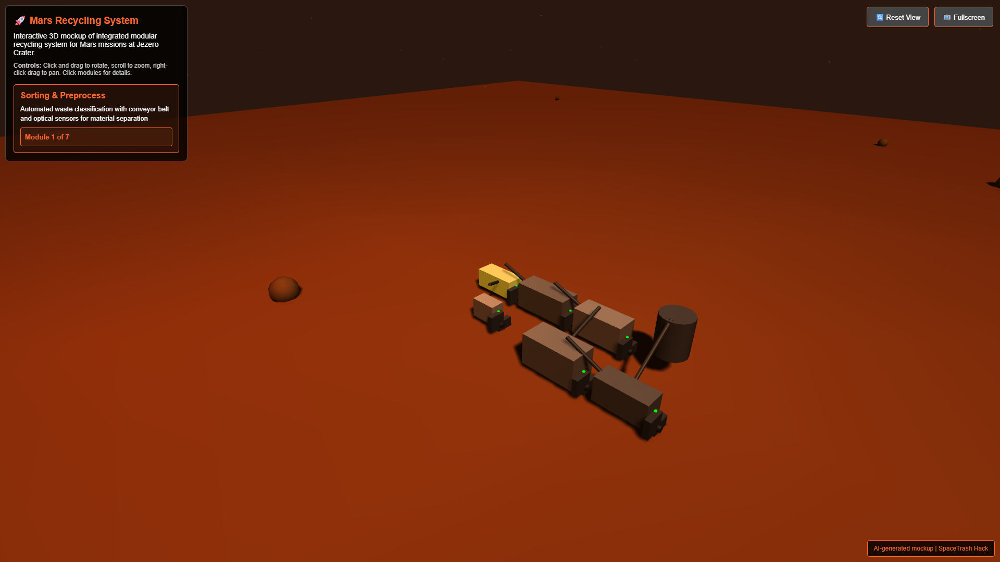 🚀 Mars Recycling System
Interactive 3D mockup of integrated modular
recycling system for Mars missions at Jezero
Crater.
Controls: Click and drag to rotate, scroll to zoom, right-
click drag to pan. Click modules for details.
Sorting & Preprocess
Automated waste classification with conveyor belt
and optical sensors for material separation
Module 1 of 7
🔄 Reset View
📺 Fullscreen
AI-generated mockup | SpaceTrash Hack